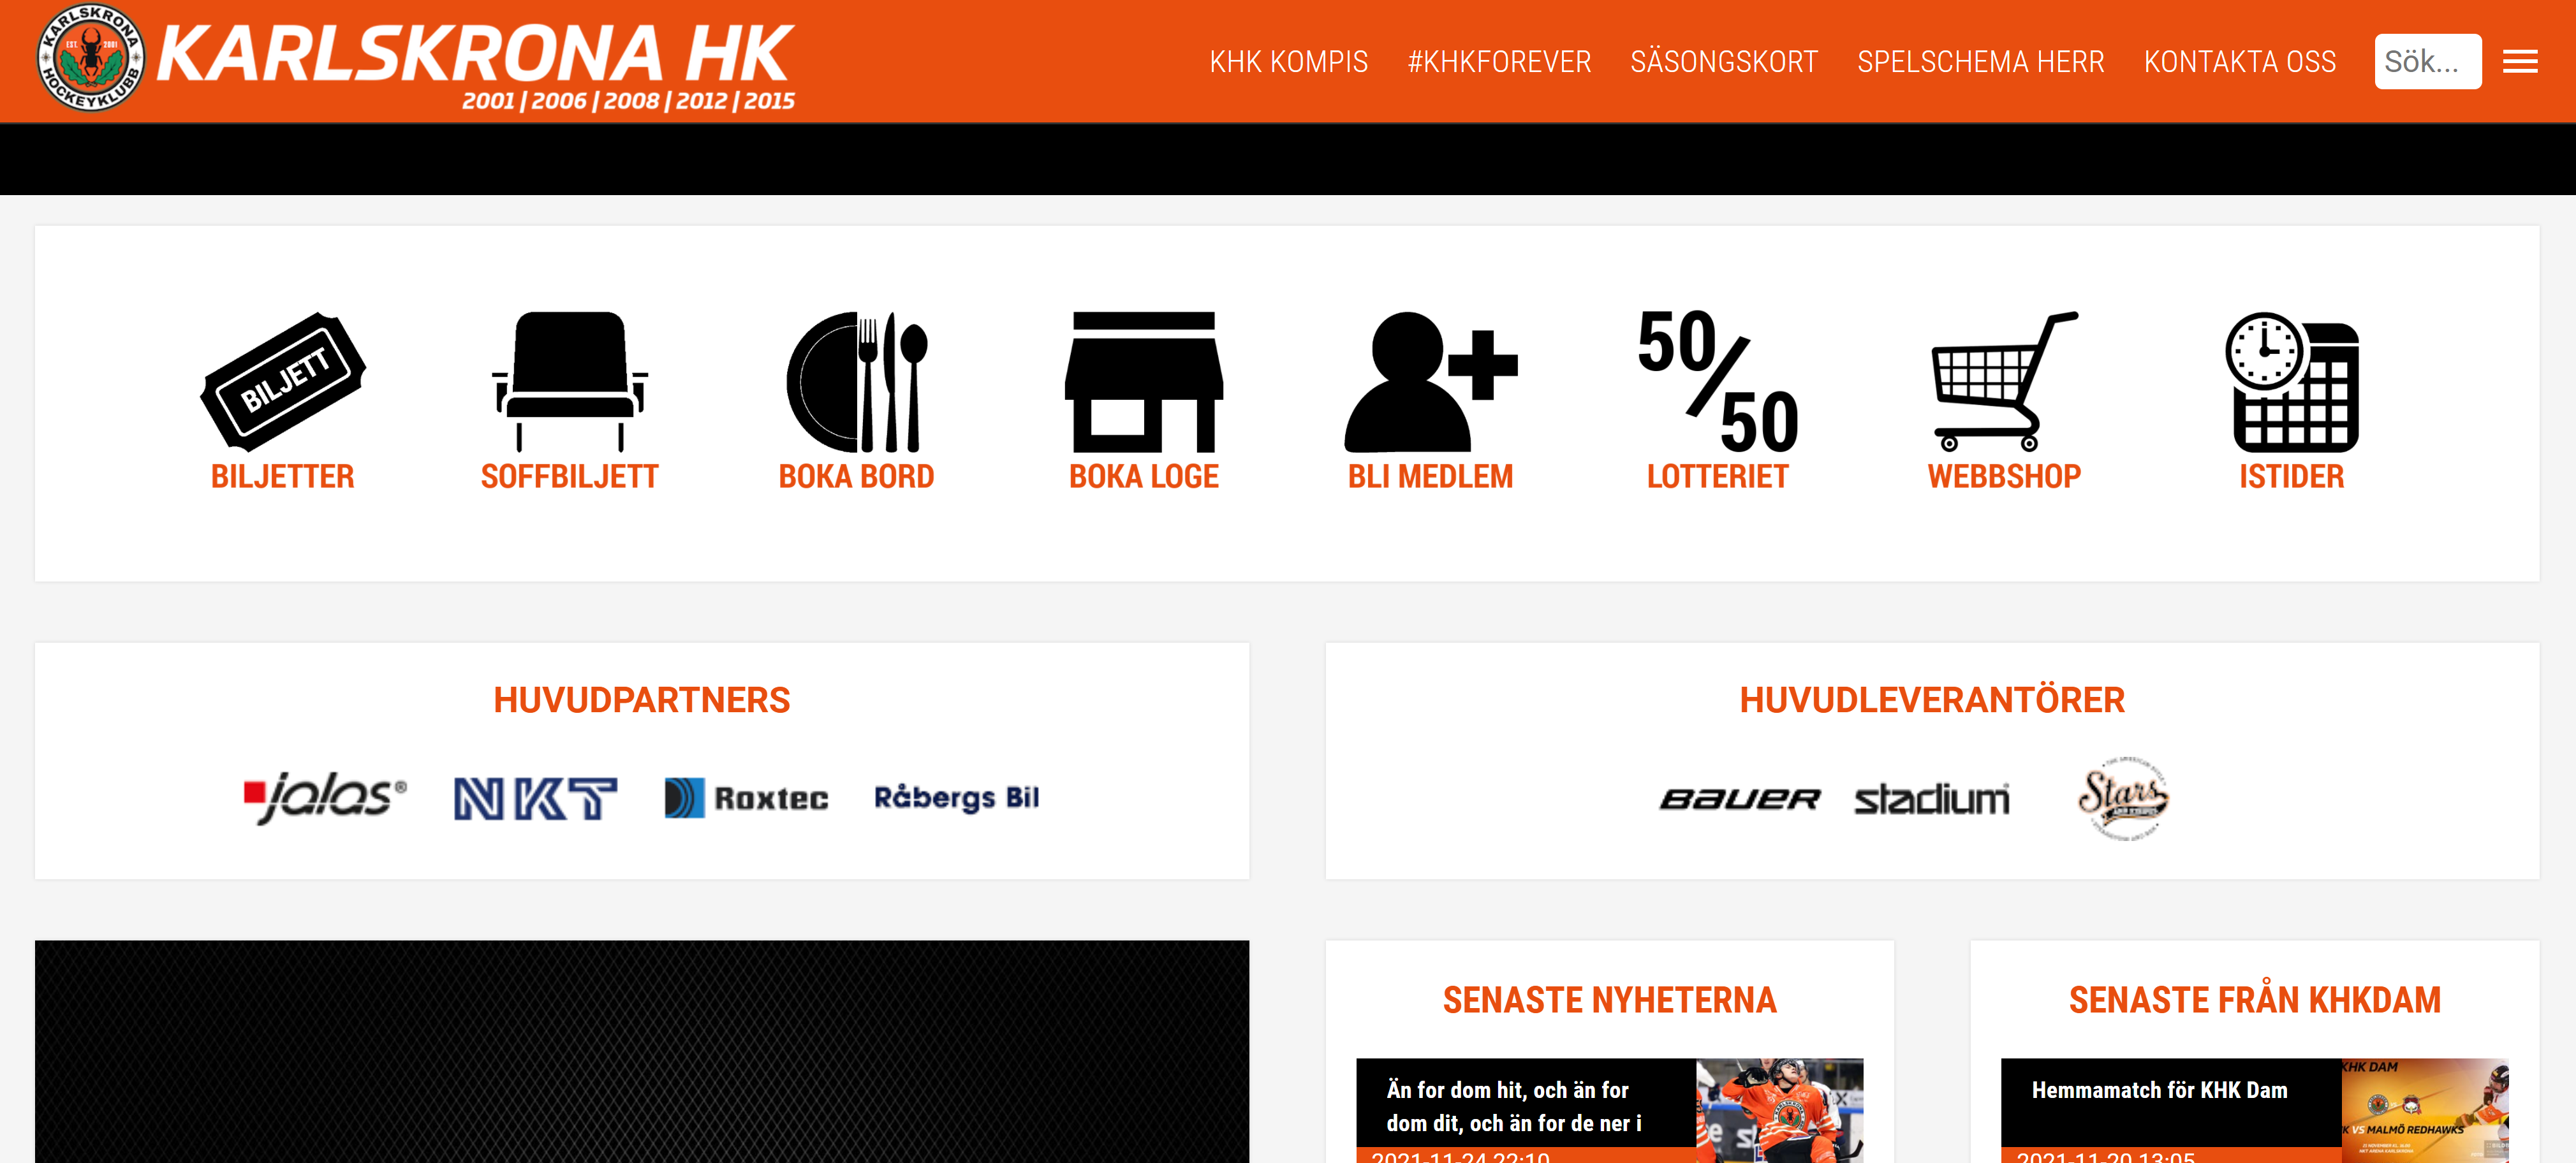 KARLSKRONA HOCKEYKLUBB
EST. 2001
KARLSKRONA HK
2001 | 2006 | 2008 | 2012 | 2015
KHK KOMPIS
#KHKFOREVER
SÄSONGSKORT
SPELSCHEMA HERR
KONTAKTA OSS
Sök...
BILJETT
BILJETTER
SOFFBILJETT
BOKA BORD
BOKA LOGE
BLI MEDLEM
50/50
LOTTERIET
WEBBSHOP
ISTIDER
HUVUDPARTNERS
jalas®
NKT
Roxtec
Råbergs Bil
HUVUDLEVERANTÖRER
BAUER
stadium
Stars
SENASTE NYHETERNA
Än for dom hit, och än for
dom dit, och än for de ner i
2021-11-24 22:10
SENASTE FRÅN KHKDAM
Hemmamatch för KHK Dam
KHK DAM
K VS MALMÖ REDHAWKS
2021-11-20 13:05